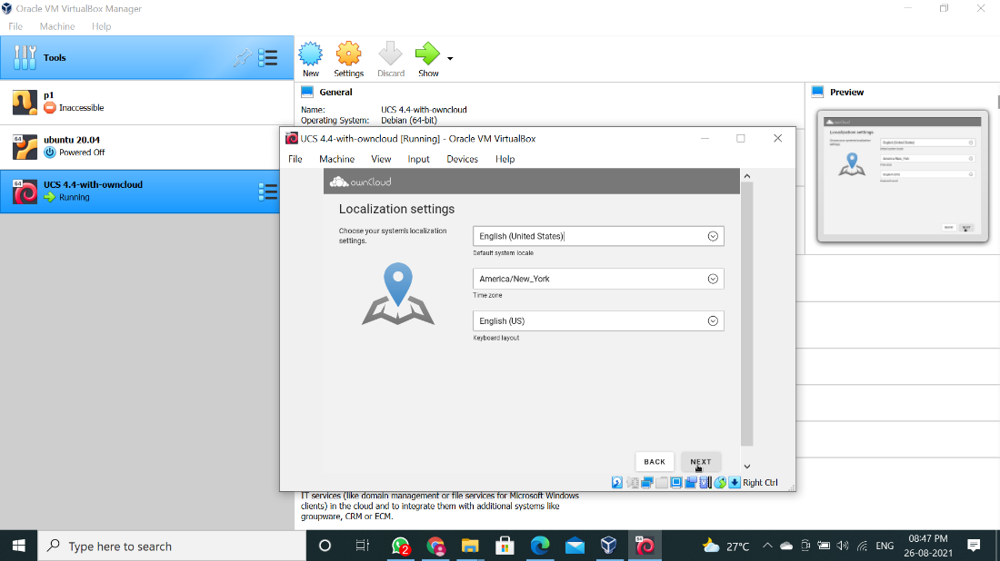 Oracle VM VirtualBox Manager
File Machine Help
Tools
New Settings Discard Show
p1
Inaccessible
ubuntu 20.04
Powered Off
UCS 4.4-with-owncloud
Running
General
Name: UCS 4.4-with-owncloud
Operating System: Debian (64-bit)
Preview
UCS 4.4-with-owncloud [Running] - Oracle VM VirtualBox
File Machine View Input Devices Help
ownCloud
Localization settings
Choose your system's localization
settings.
English (United States)
Default system locale
America/New_York
Time zone
English (US)
Keyboard layout
BACK NEXT
Right Ctrl
ownCloud
Localization settings
IT services (like domain management or file services for Microsoft Windows
clients) in the cloud and to integrate them with additional systems like
groupware, CRM or ECM.
Type here to search
2
27°C
ENG
08:47 PM
26-08-2021